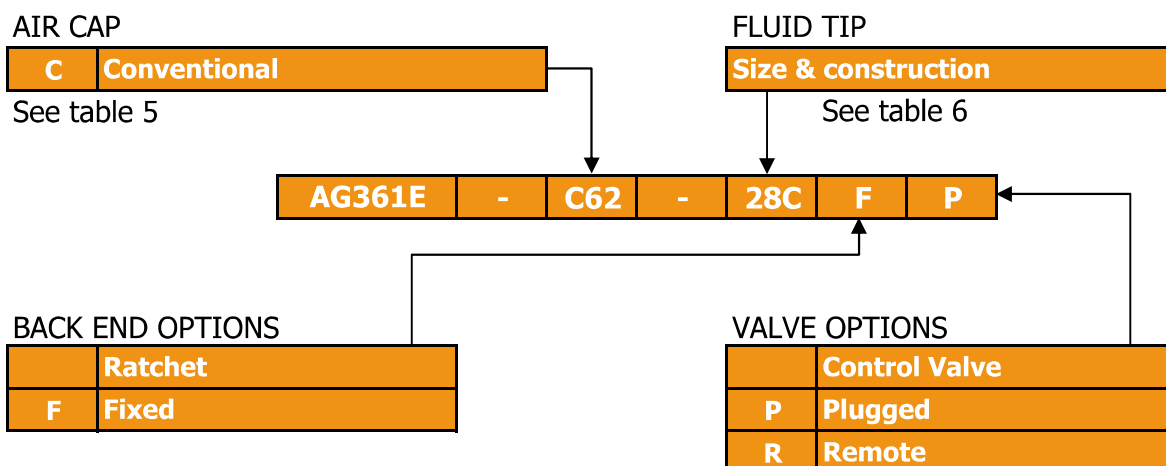 AIR CAP
C Conventional
See table 5
FLUID TIP
Size & construction
See table 6
AG361E - C62 - 28C F P
BACK END OPTIONS
Ratchet
F Fixed
VALVE OPTIONS
Control Valve
P Plugged
R Remote